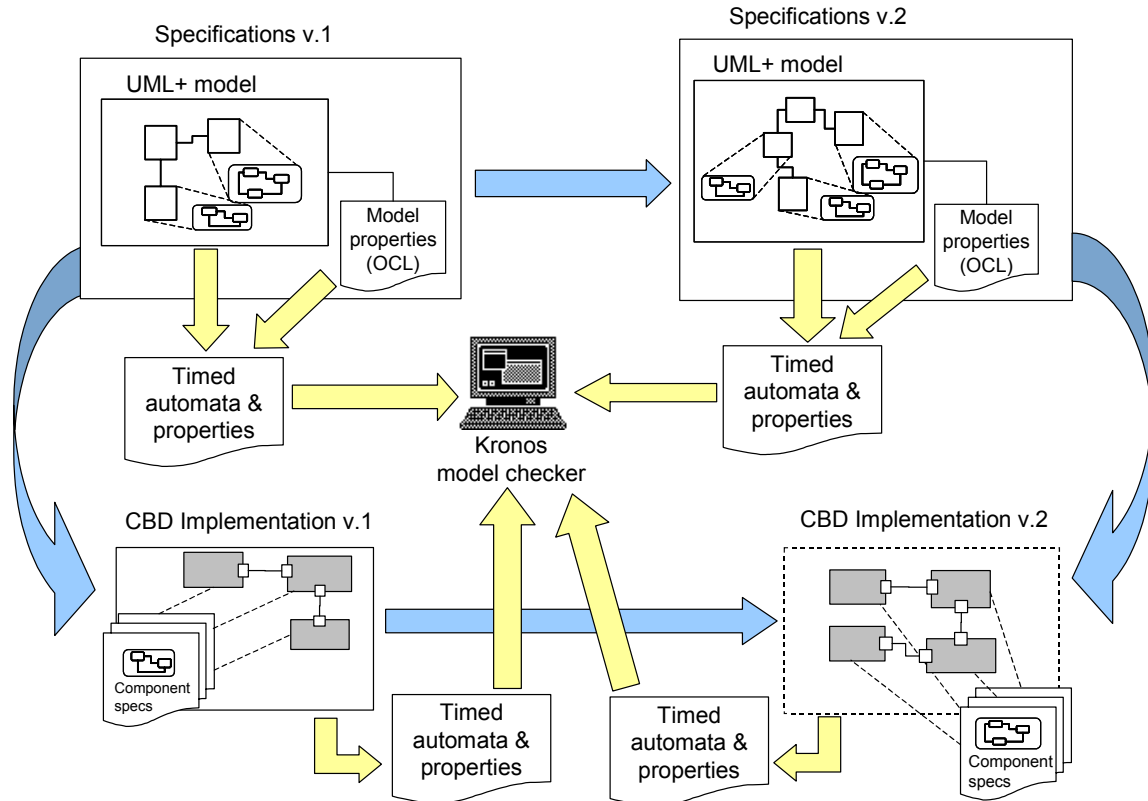 Specifications v.1
Specifications v.2
UML+ model
UML+ model
Model
properties
(OCL)
Model
properties
(OCL)
Timed
automata &
properties
Timed
automata &
properties
Kronos
model checker
CBD Implementation v.1
CBD Implementation v.2
Component
specs
Timed
automata &
properties
Timed
automata &
properties
Component
specs